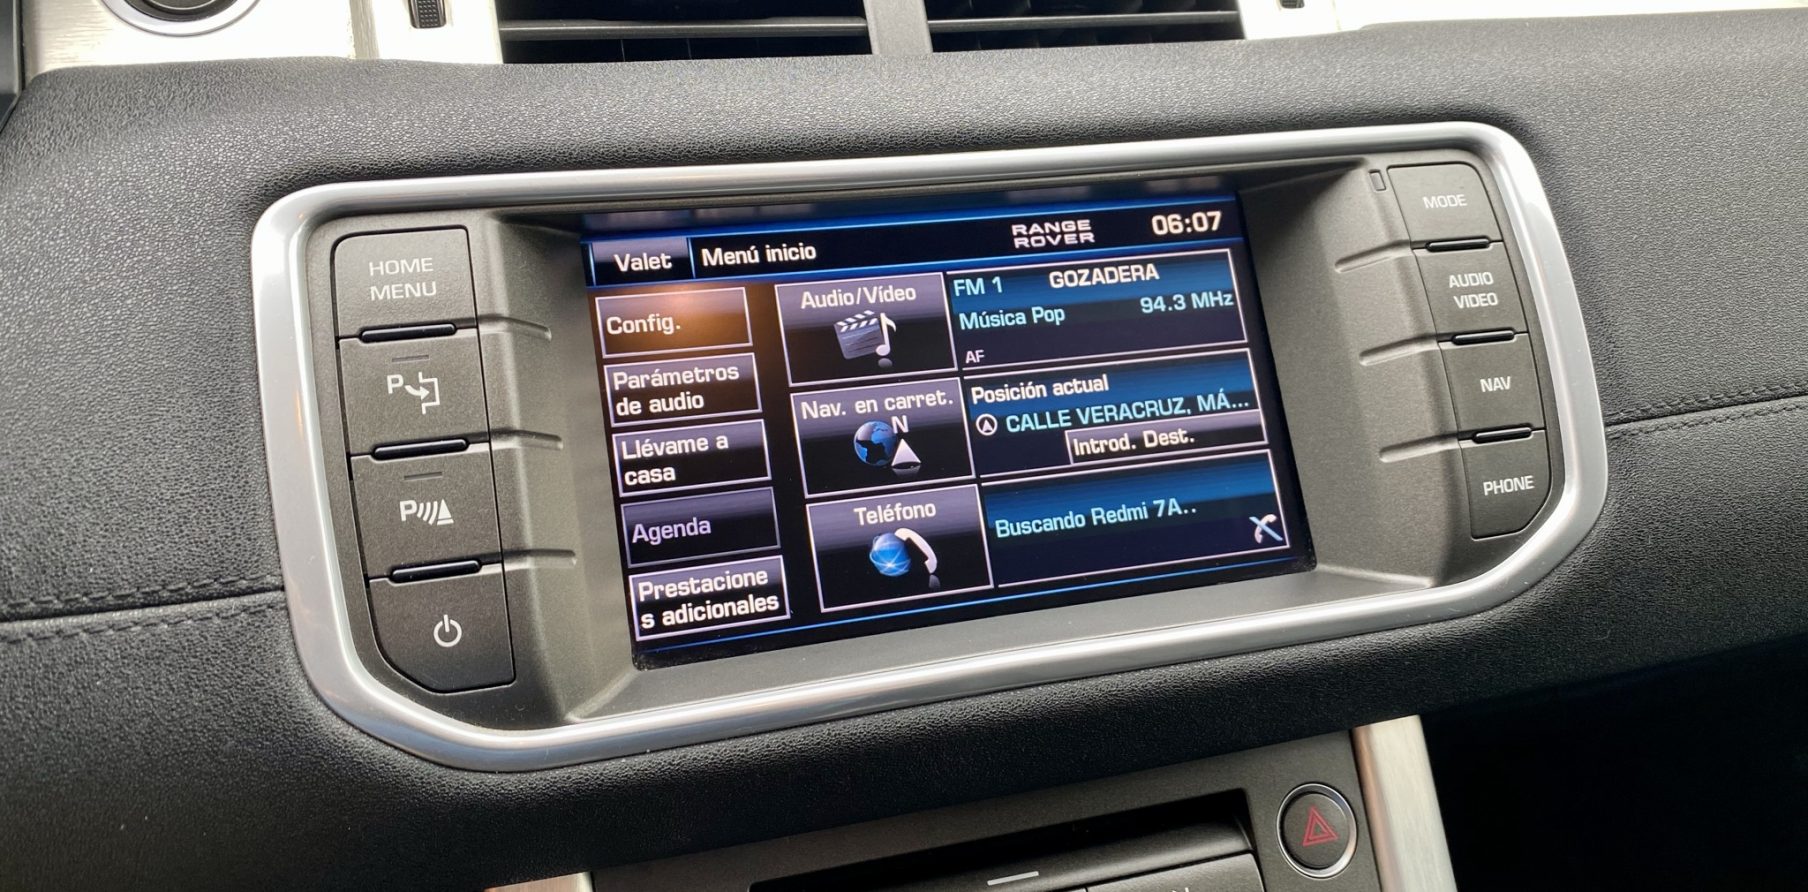 HOME
MENU
P
P
Valet
Menú inicio
RANGE
ROVER
06:07
Config.
Parámetros
de audio
Llévame a
casa
Agenda
Prestacione
s adicionales
Audio/Vídeo
Nav. en carret.
N
Teléfono
FM 1
GOZADERA
Música Pop
94.3 MHz
AF
Posición actual
CALLE VERACRUZ, MÁ...
Introd. Dest.
Buscando Redmi 7A..
MODE
AUDIO
VIDEO
NAV
PHONE